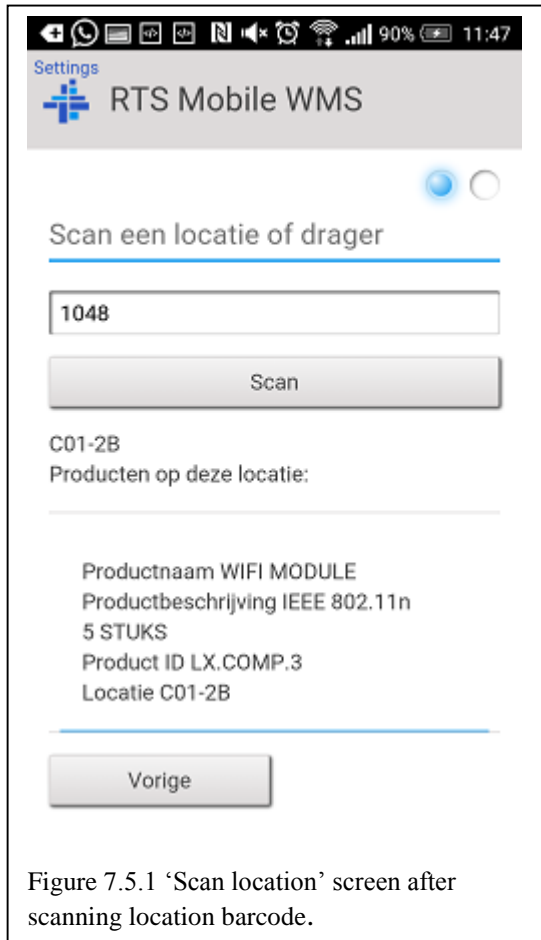 90% 11:47
Settings
RTS Mobile WMS
Scan een locatie of drager
1048
Scan
C01-2B
Producten op deze locatie:
Productnaam WIFI MODULE
Productbeschrijving IEEE 802.11n
5 STUKS
Product ID LX.COMP.3
Locatie C01-2B
Vorige
Figure 7.5.1 ‘Scan location’ screen after
scanning location barcode.